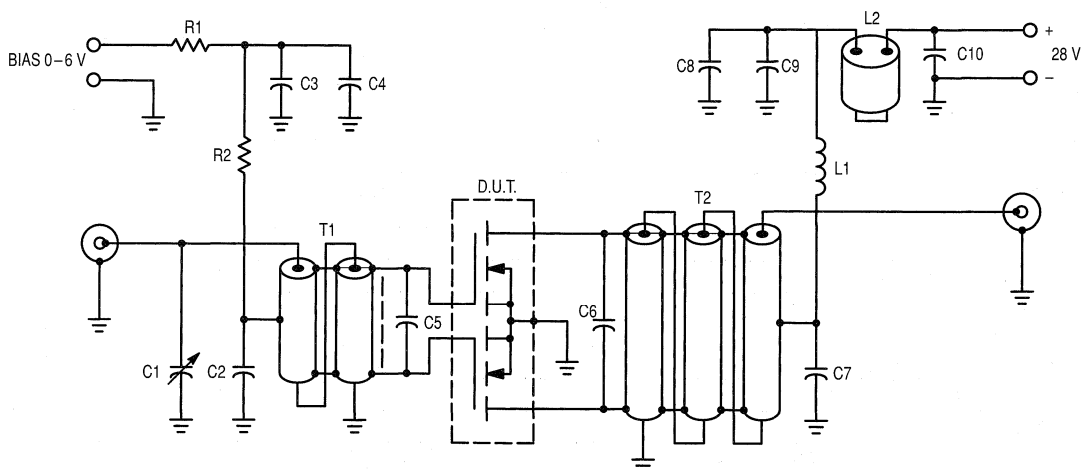 R1
BIAS 0–6 V
C3
C4
R2
L2
C8
C9
C10
+
28 V
–
L1
D.U.T.
T2
T1
C1
C2
C5
C6
C7